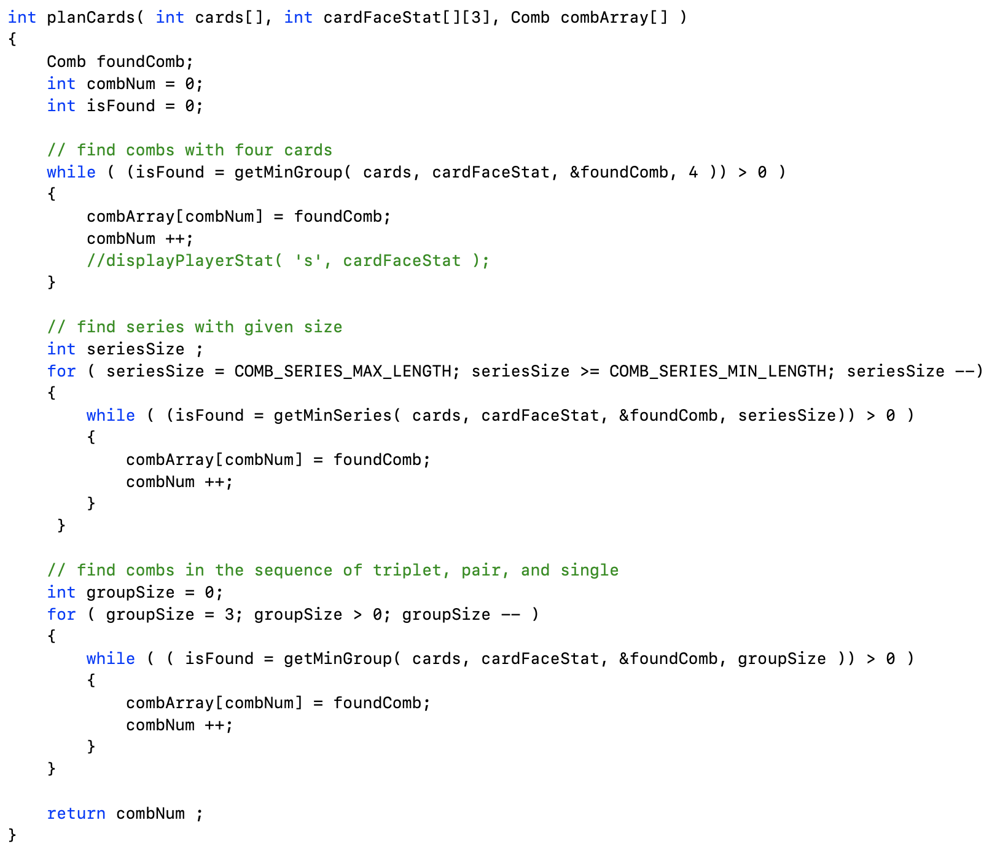 int planCards( int cards[], int cardFaceStat[][3], Comb combArray[] )
{
    Comb foundComb;
    int combNum = 0;
    int isFound = 0;

    // find combs with four cards
    while ( (isFound = getMinGroup( cards, cardFaceStat, &foundComb, 4 )) > 0 )
    {
        combArray[combNum] = foundComb;
        combNum ++;
        //displayPlayerStat( 's', cardFaceStat );
    }

    // find series with given size
    int seriesSize ;
    for ( seriesSize = COMB_SERIES_MAX_LENGTH; seriesSize >= COMB_SERIES_MIN_LENGTH; seriesSize --)
    {
        while ( (isFound = getMinSeries( cards, cardFaceStat, &foundComb, seriesSize)) > 0 )
        {
            combArray[combNum] = foundComb;
            combNum ++;
        }
     }

    // find combs in the sequence of triplet, pair, and single
    int groupSize = 0;
    for ( groupSize = 3; groupSize > 0; groupSize -- )
    {
        while ( ( isFound = getMinGroup( cards, cardFaceStat, &foundComb, groupSize )) > 0 )
        {
            combArray[combNum] = foundComb;
            combNum ++;
        }
    }

    return combNum ;
}